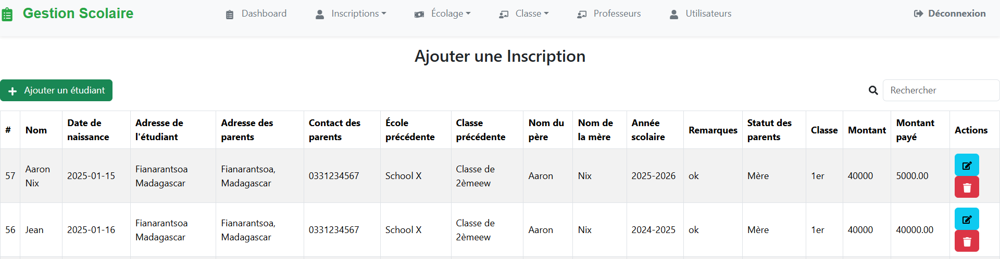 Gestion Scolaire Dashboard Inscriptions Écolage Classe Professeurs Utilisateurs Déconnexion
Ajouter une Inscription
Ajouter un étudiant Rechercher
# Nom Date de naissance Adresse de l'étudiant Adresse des parents Contact des parents École précédente Classe précédente Nom du père Nom de la mère Année scolaire Remarques Statut des parents Classe Montant Montant payé Actions
57 Aaron Nix 2025-01-15 Fianarantsoa Madagascar Fianarantsoa, Madagascar 0331234567 School X Classe de 2èmeew Aaron Nix 2025-2026 ok Mère 1er 40000 5000.00
56 Jean 2025-01-16 Fianarantsoa Madagascar Fianarantsoa, Madagascar 0331234567 School X Classe de 2èmeew Aaron Nix 2024-2025 ok Mère 1er 40000 40000.00